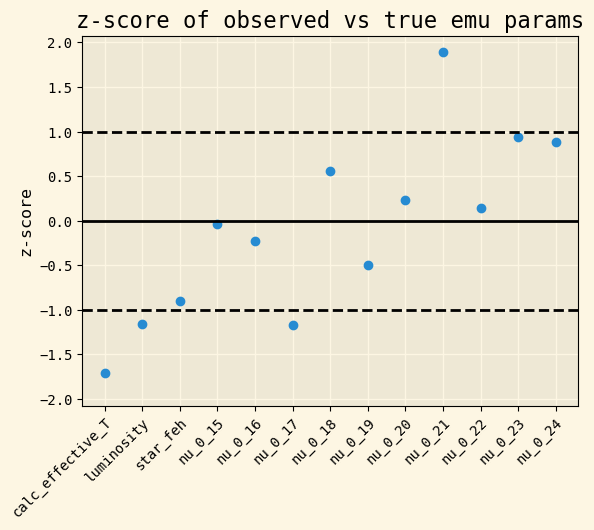 z-score of observed vs true emu params
z-score
2.0
1.5
1.0
0.5
0.0
−0.5
−1.0
−1.5
−2.0
calc_effective_T
luminosity
star_feh
nu_0_15
nu_0_16
nu_0_17
nu_0_18
nu_0_19
nu_0_20
nu_0_21
nu_0_22
nu_0_23
nu_0_24